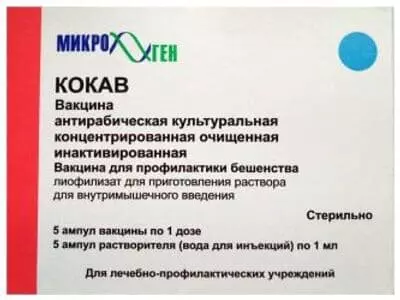 МИКРОГЕН
КОКАВ
Вакцина
антирабическая культуральная
концентрированная очищенная
инактивированная
Вакцина для профилактики бешенства
лиофилизат для приготовления раствора
для внутримышечного введения
Стерильно
5 ампул вакцины по 1 дозе
5 ампул растворителя (вода для инъекций) по 1 мл
Для лечебно-профилактических учреждений